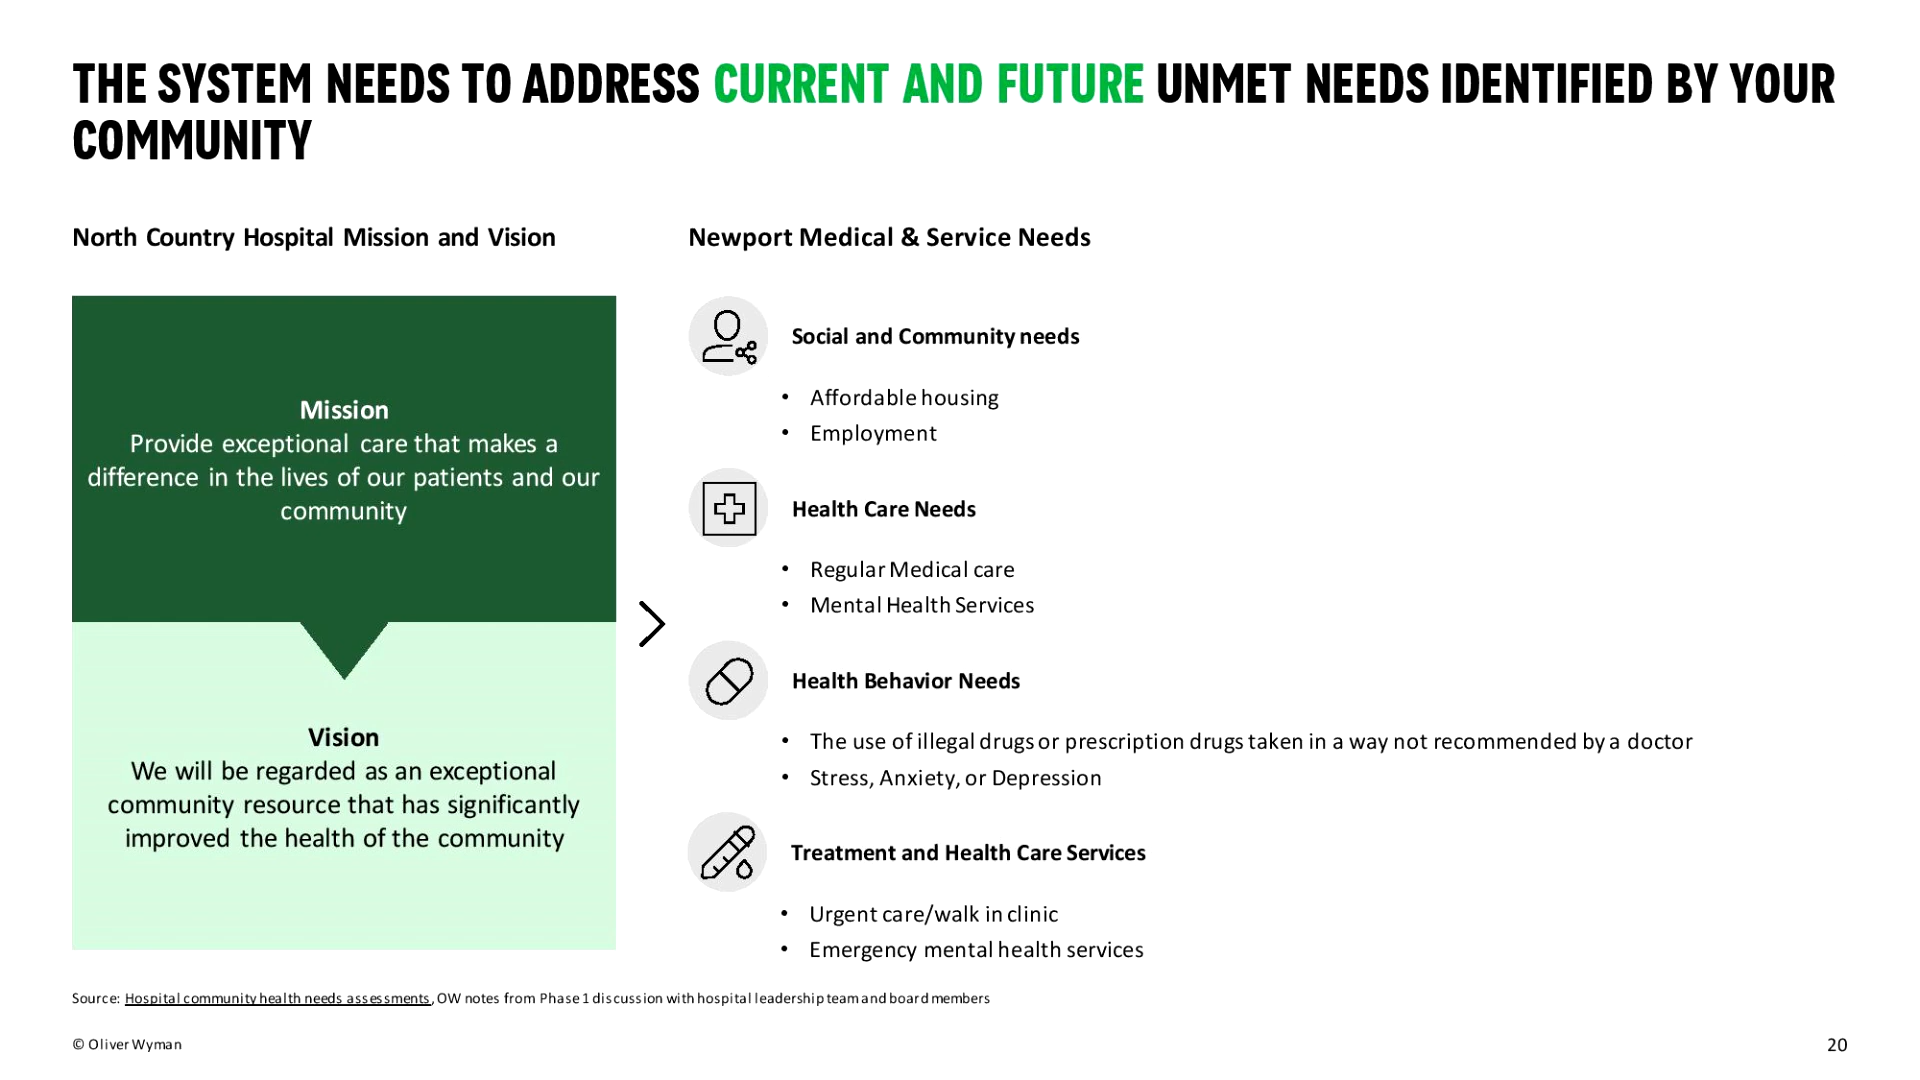 THE SYSTEM NEEDS TO ADDRESS CURRENT AND FUTURE UNMET NEEDS IDENTIFIED BY YOUR
COMMUNITY
North Country Hospital Mission and Vision
Mission
Provide exceptional care that makes a
difference in the lives of our patients and our
community
Vision
We will be regarded as an exceptional
community resource that has significantly
improved the health of the community
Newport Medical & Service Needs
Social and Community needs
• Affordable housing
• Employment
Health Care Needs
• Regular Medical care
• Mental Health Services
Health Behavior Needs
• The use of illegal drugs or prescription drugs taken in a way not recommended by a doctor
• Stress, Anxiety, or Depression
Treatment and Health Care Services
• Urgent care/walk in clinic
• Emergency mental health services
Source: Hospital community health needs assessments, OW notes from Phase 1 discussion with hospital leadership team and board members
© Oliver Wyman
20